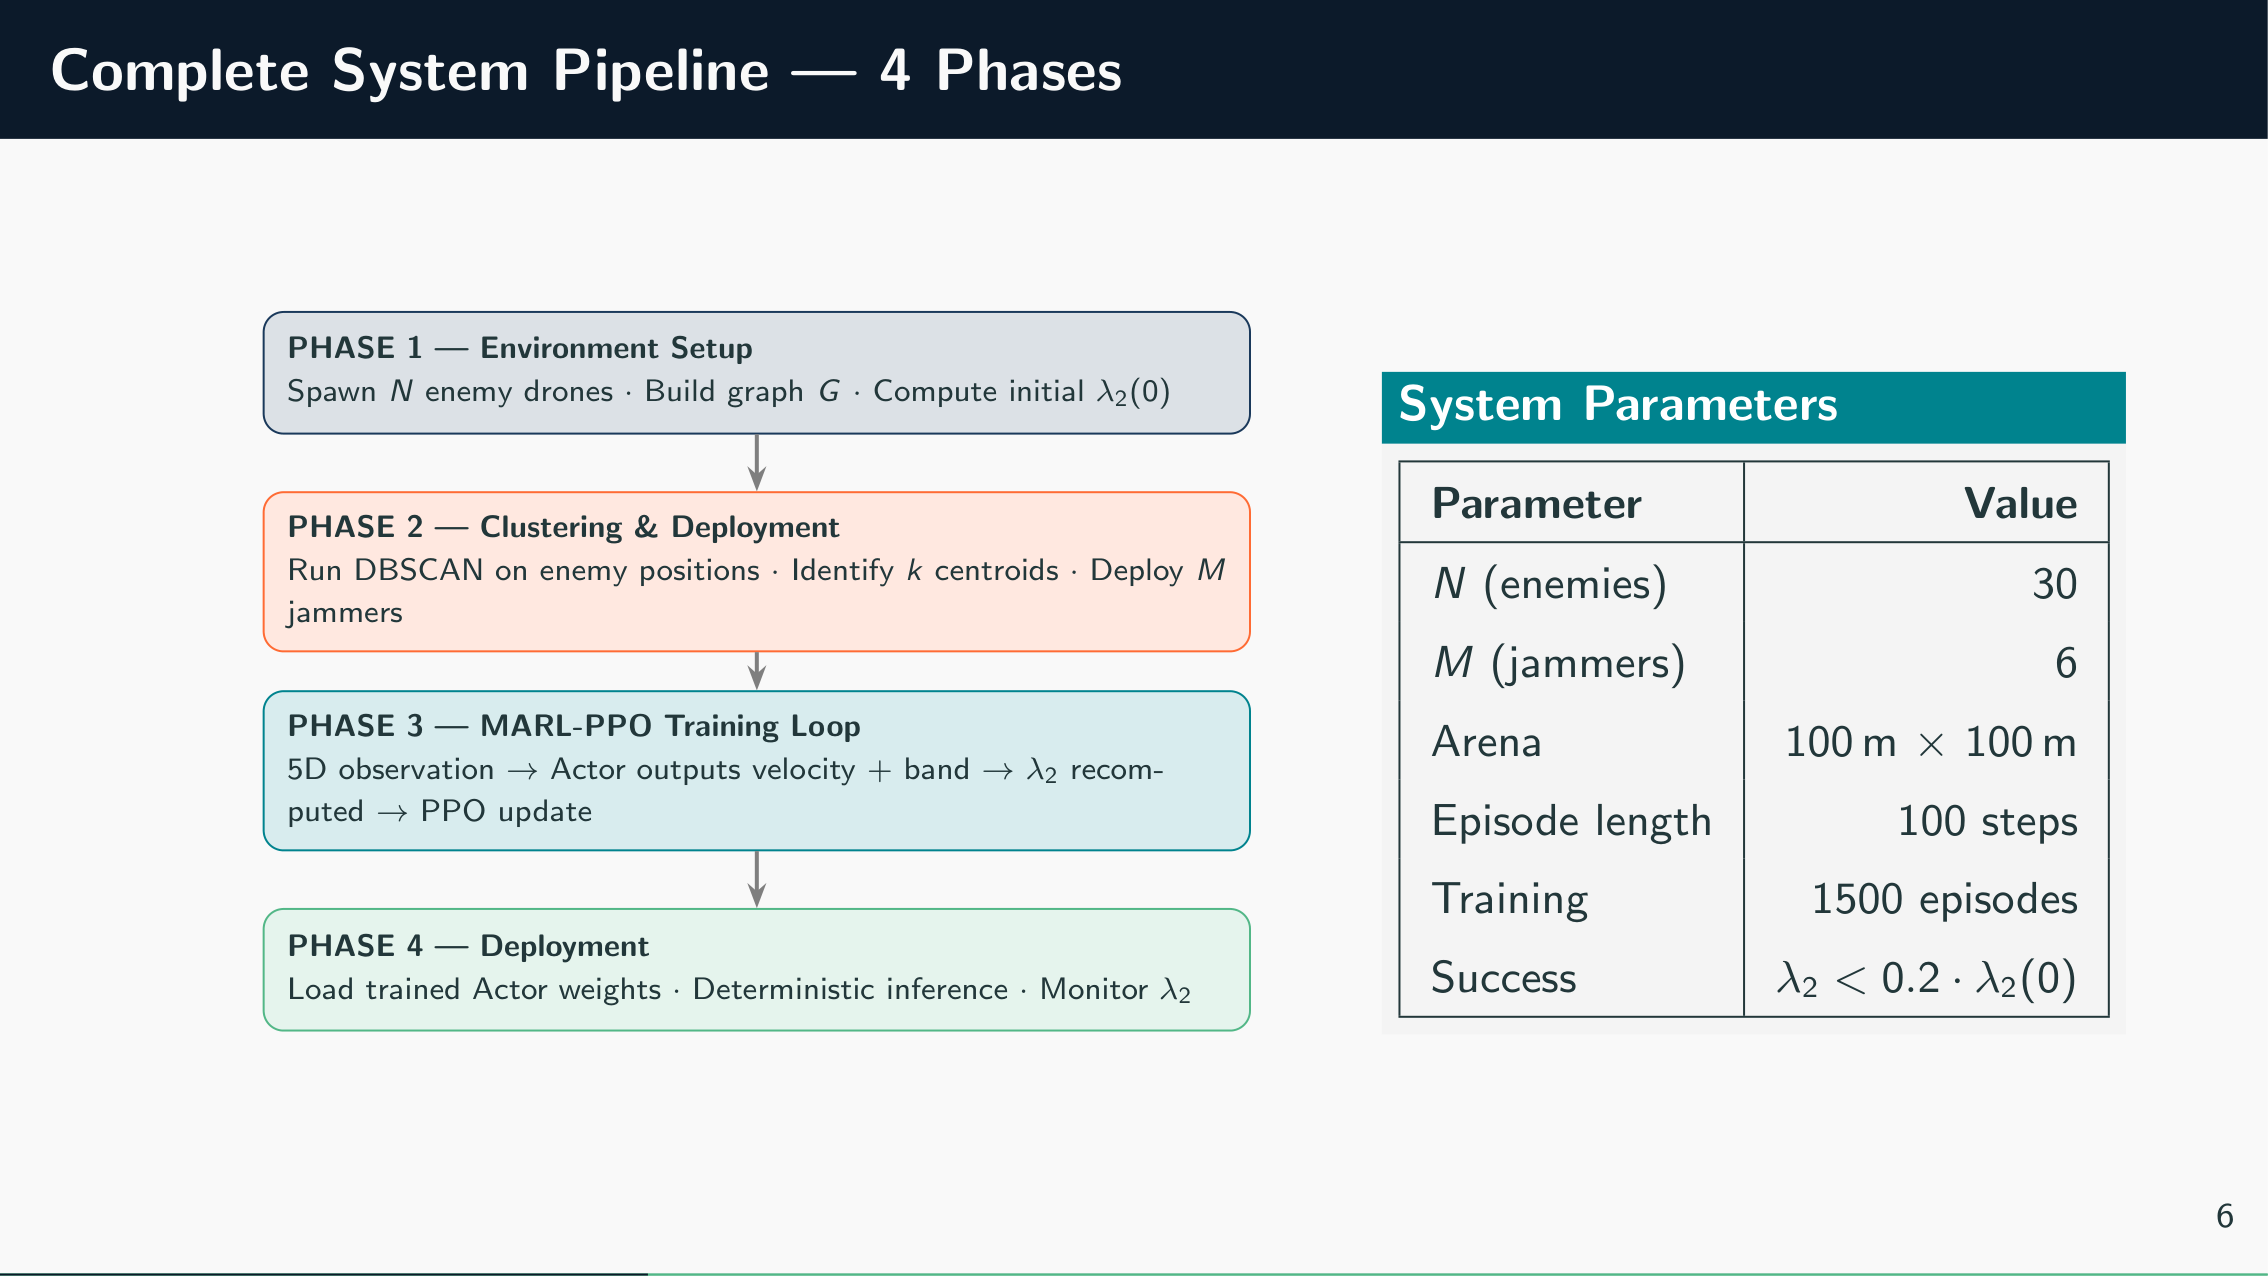 Complete System Pipeline — 4 Phases
PHASE 1 — Environment Setup
Spawn N enemy drones · Build graph G · Compute initial λ₂(0)
PHASE 2 — Clustering & Deployment
Run DBSCAN on enemy positions · Identify k centroids · Deploy M
jammers
PHASE 3 — MARL-PPO Training Loop
5D observation → Actor outputs velocity + band → λ₂ recom-
puted → PPO update
PHASE 4 — Deployment
Load trained Actor weights · Deterministic inference · Monitor λ₂
System Parameters
Parameter Value
N (enemies) 30
M (jammers) 6
Arena 100 m × 100 m
Episode length 100 steps
Training 1500 episodes
Success λ₂ < 0.2 · λ₂(0)
6